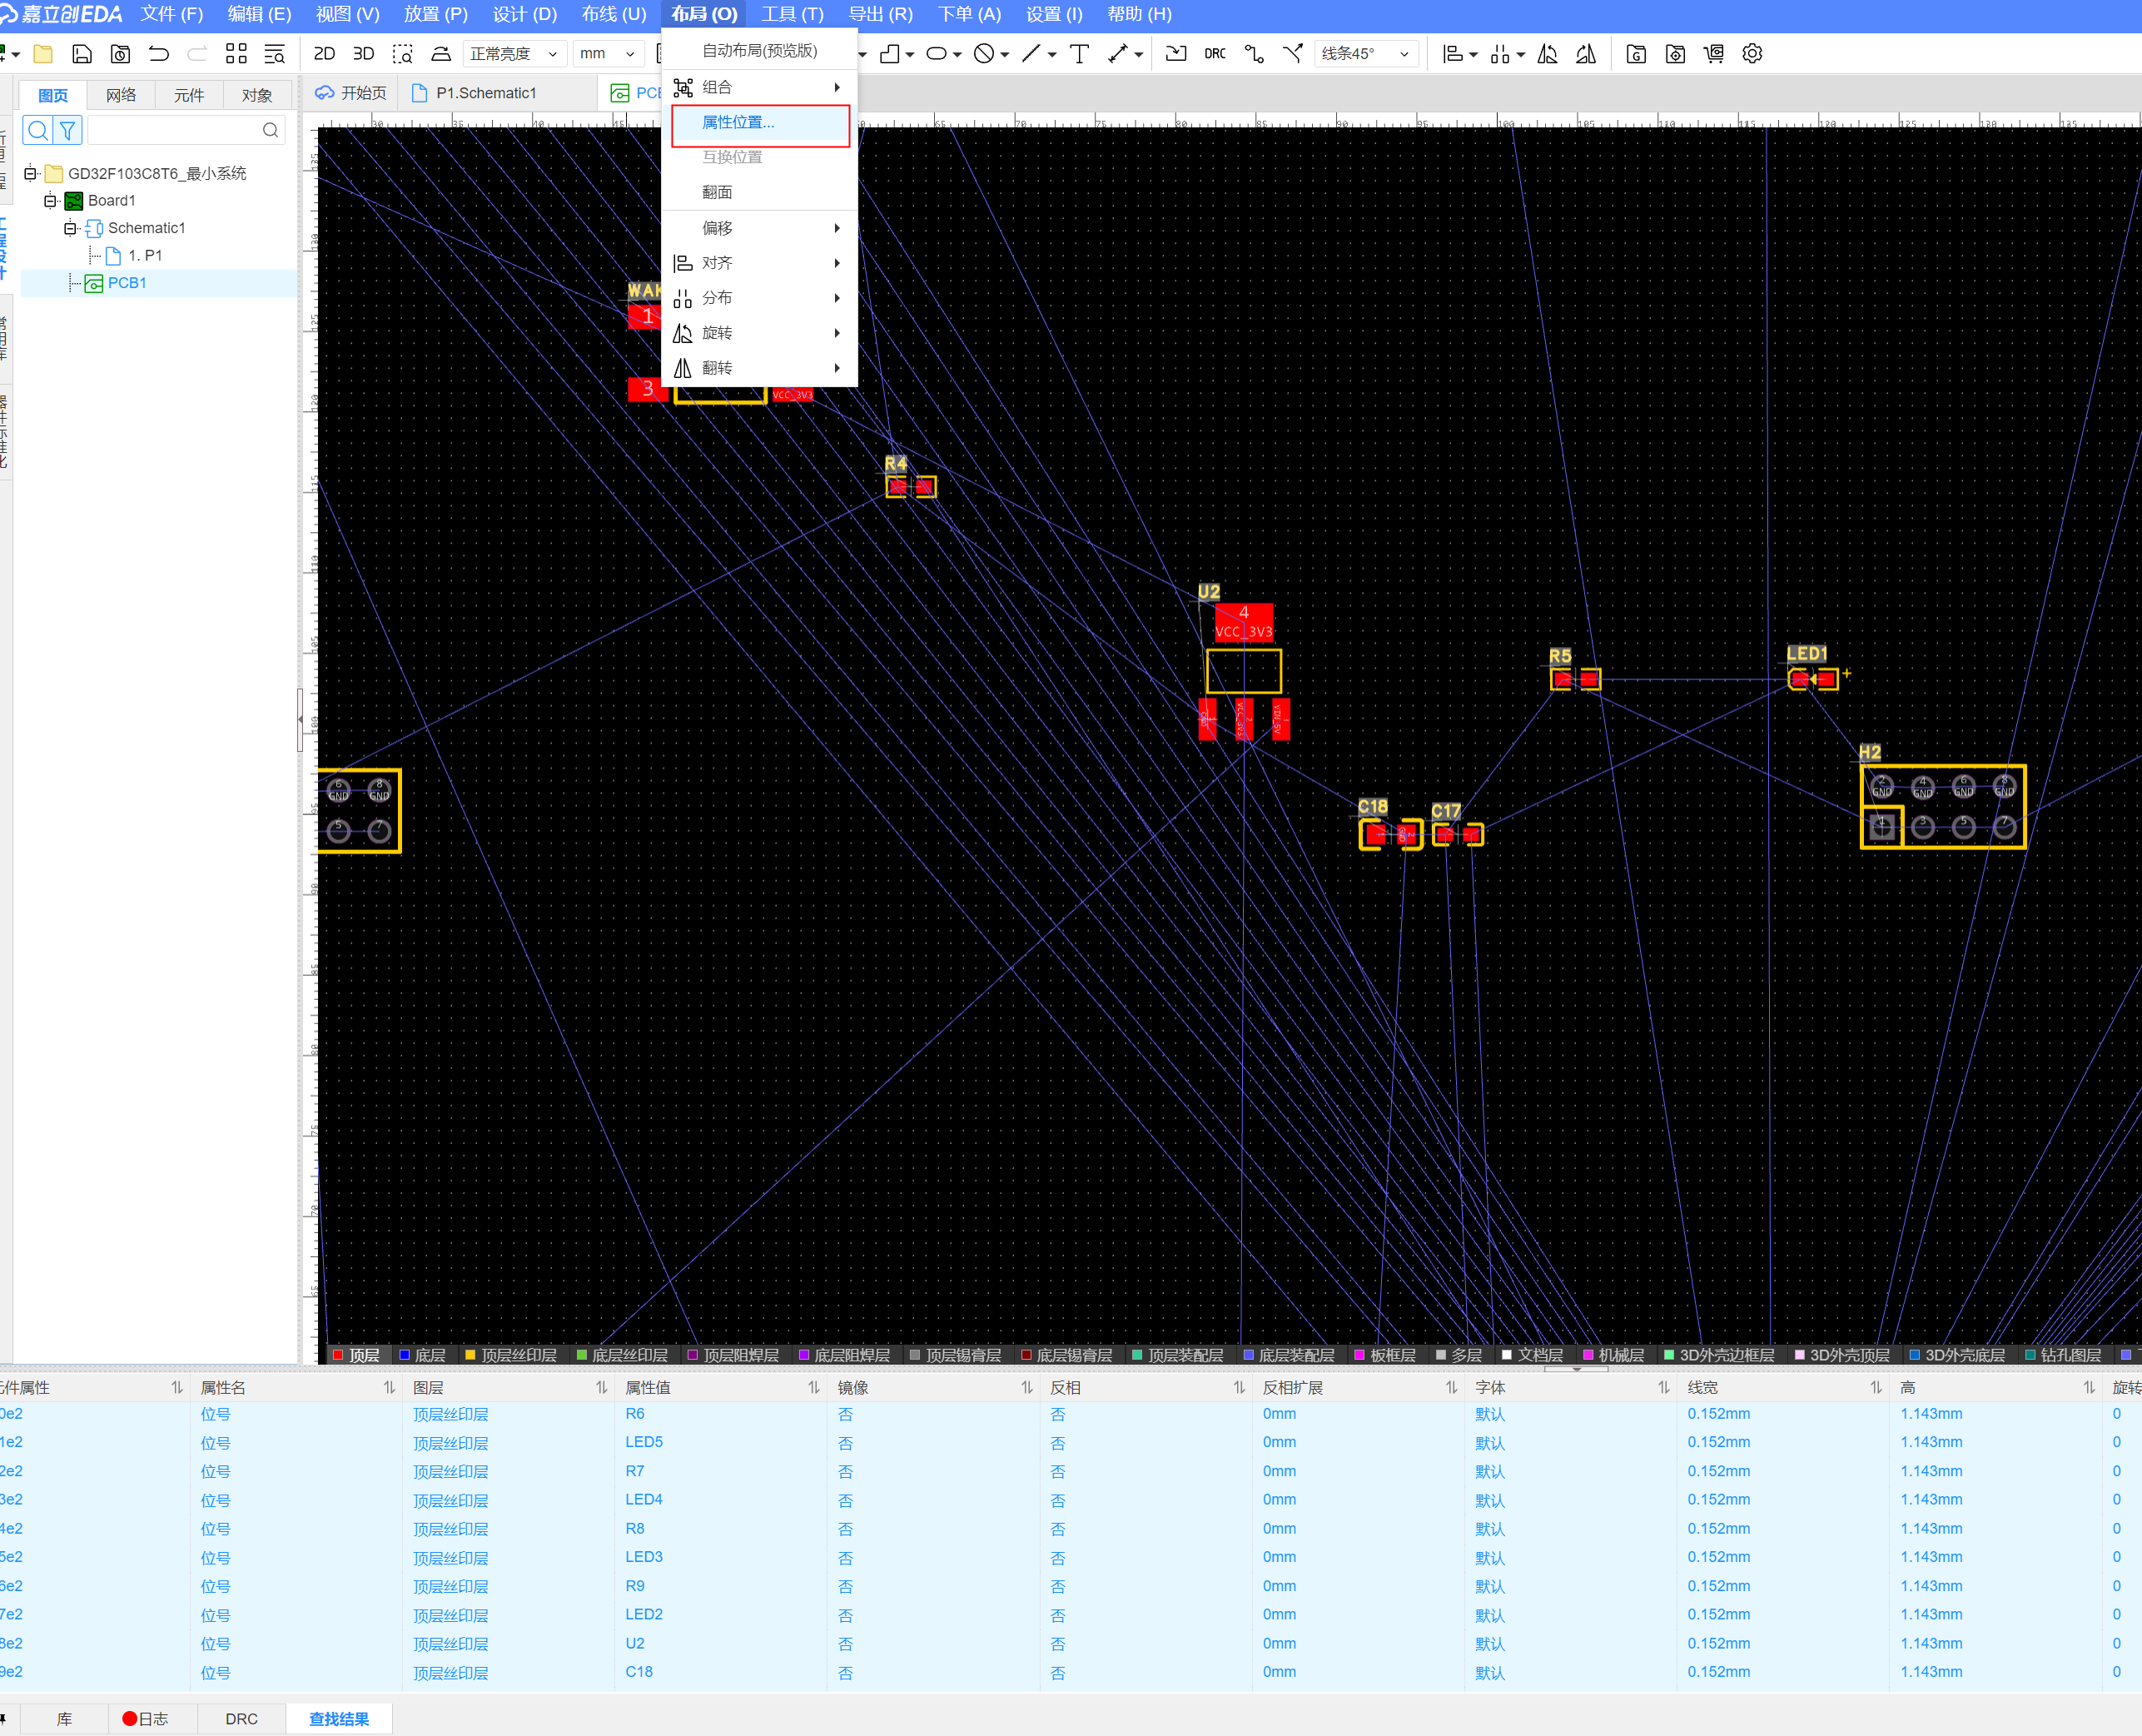 嘉立创EDA 文件 (F) 编辑 (E) 视图 (V) 放置 (P) 设计 (D) 布线 (U) 布局 (O) 工具 (T) 导出 (R) 下单 (A) 设置 (I) 帮助 (H)
2D 3D 正常亮度 mm T DRC 线条45°
图页 网络 元件 对象
开始页 P1.Schematic1
自动布局(预览版)
组合
属性位置...
互换位置
翻面
偏移
对齐
分布
旋转
翻转
GD32F103C8T6_最小系统
Board1
Schematic1
1. P1
PCB1
1
3
VCC_3V3
R4
U2
4
VCC_3V3
R5
LED1
+
H2
C18
C17
6 8
GND GND
5 7
2 4 6 8
GND GND GND GND
1 3 5 7
顶层 底层 顶层丝印层 底层丝印层 顶层阻焊层 底层阻焊层 顶层锡膏层 底层锡膏层 顶层装配层 底层装配层 板框层 多层 文档层 机械层 3D外壳边框层 3D外壳顶层 3D外壳底层 钻孔图层
件属性 属性名 图层 属性值 镜像 反相 反相扩展 字体 线宽 高 旋转
0e2 位号 顶层丝印层 R6 否 否 0mm 默认 0.152mm 1.143mm 0
1e2 位号 顶层丝印层 LED5 否 否 0mm 默认 0.152mm 1.143mm 0
2e2 位号 顶层丝印层 R7 否 否 0mm 默认 0.152mm 1.143mm 0
3e2 位号 顶层丝印层 LED4 否 否 0mm 默认 0.152mm 1.143mm 0
4e2 位号 顶层丝印层 R8 否 否 0mm 默认 0.152mm 1.143mm 0
5e2 位号 顶层丝印层 LED3 否 否 0mm 默认 0.152mm 1.143mm 0
6e2 位号 顶层丝印层 R9 否 否 0mm 默认 0.152mm 1.143mm 0
7e2 位号 顶层丝印层 LED2 否 否 0mm 默认 0.152mm 1.143mm 0
8e2 位号 顶层丝印层 U2 否 否 0mm 默认 0.152mm 1.143mm 0
9e2 位号 顶层丝印层 C18 否 否 0mm 默认 0.152mm 1.143mm 0
库 日志 DRC 查找结果